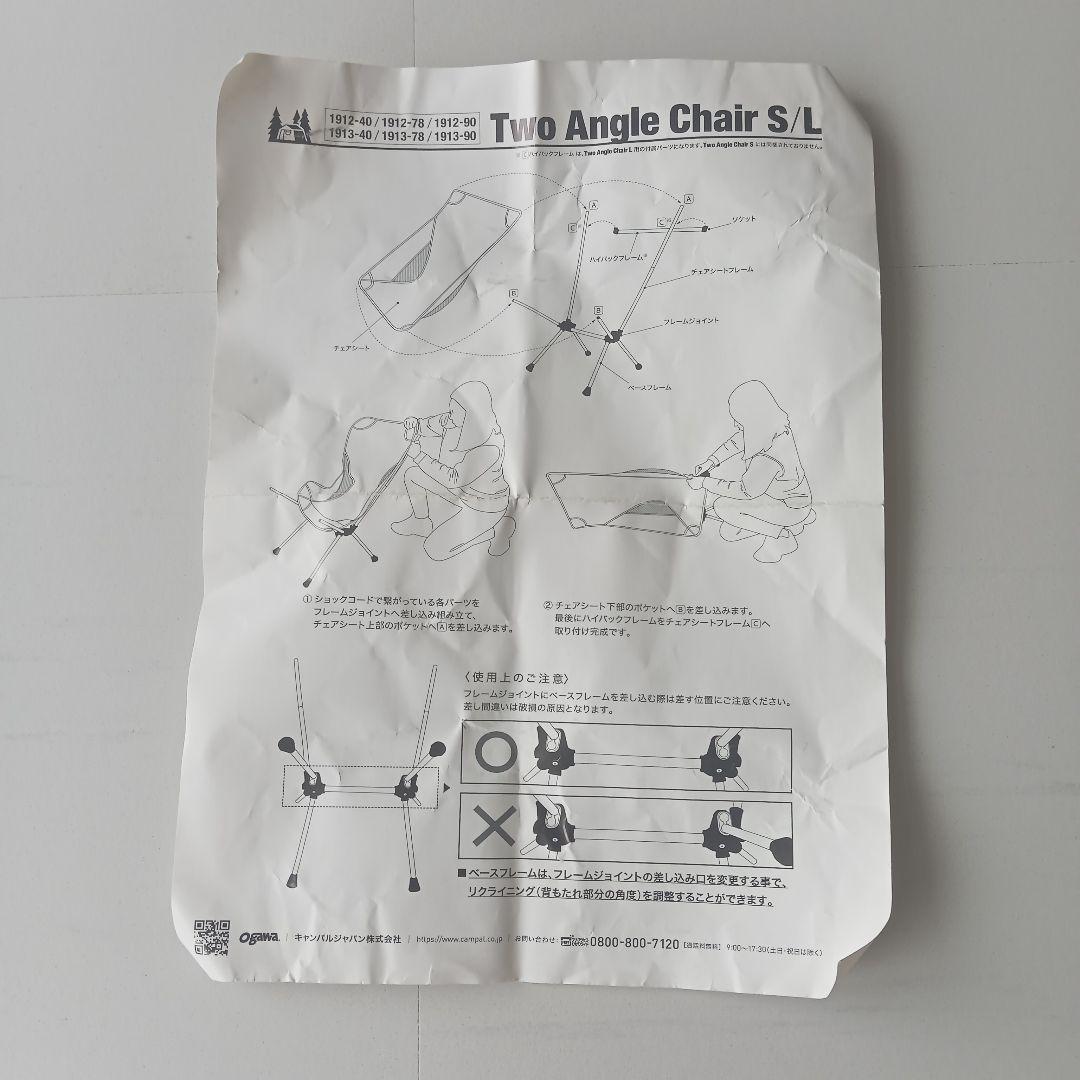 1912-40 / 1912-78 / 1912-90
1913-40 / 1913-78 / 1913-90
Two Angle Chair S/L
※Cハイバックフレームは、Two Angle Chair L 用の付属パーツになります。Two Angle Chair S には同梱されておりません。
A
A
C※
C※
ソケット
ハイバックフレーム※
チェアシートフレーム
B
B
フレームジョイント
チェアシート
ベースフレーム
① ショックコードで繋がっている各パーツを
フレームジョイントへ差し込み組み立て、
チェアシート上部のポケットへAを差し込みます。
② チェアシート下部のポケットへBを差し込みます。
最後にハイバックフレームをチェアシートフレームCへ
取り付け完成です。
〈使用上のご注意〉
フレームジョイントにベースフレームを差し込む際は差す位置にご注意ください。
差し間違いは破損の原因となります。
■ベースフレームは、フレームジョイントの差し込み口を変更する事で、
リクライニング(背もたれ部分の角度)を調整することができます。
ogawa | キャンパルジャパン株式会社 | https://www.campal.co.jp | お問い合わせ: 0800-800-7120 [通話料無料] 9:00〜17:30(土日・祝日は除く)